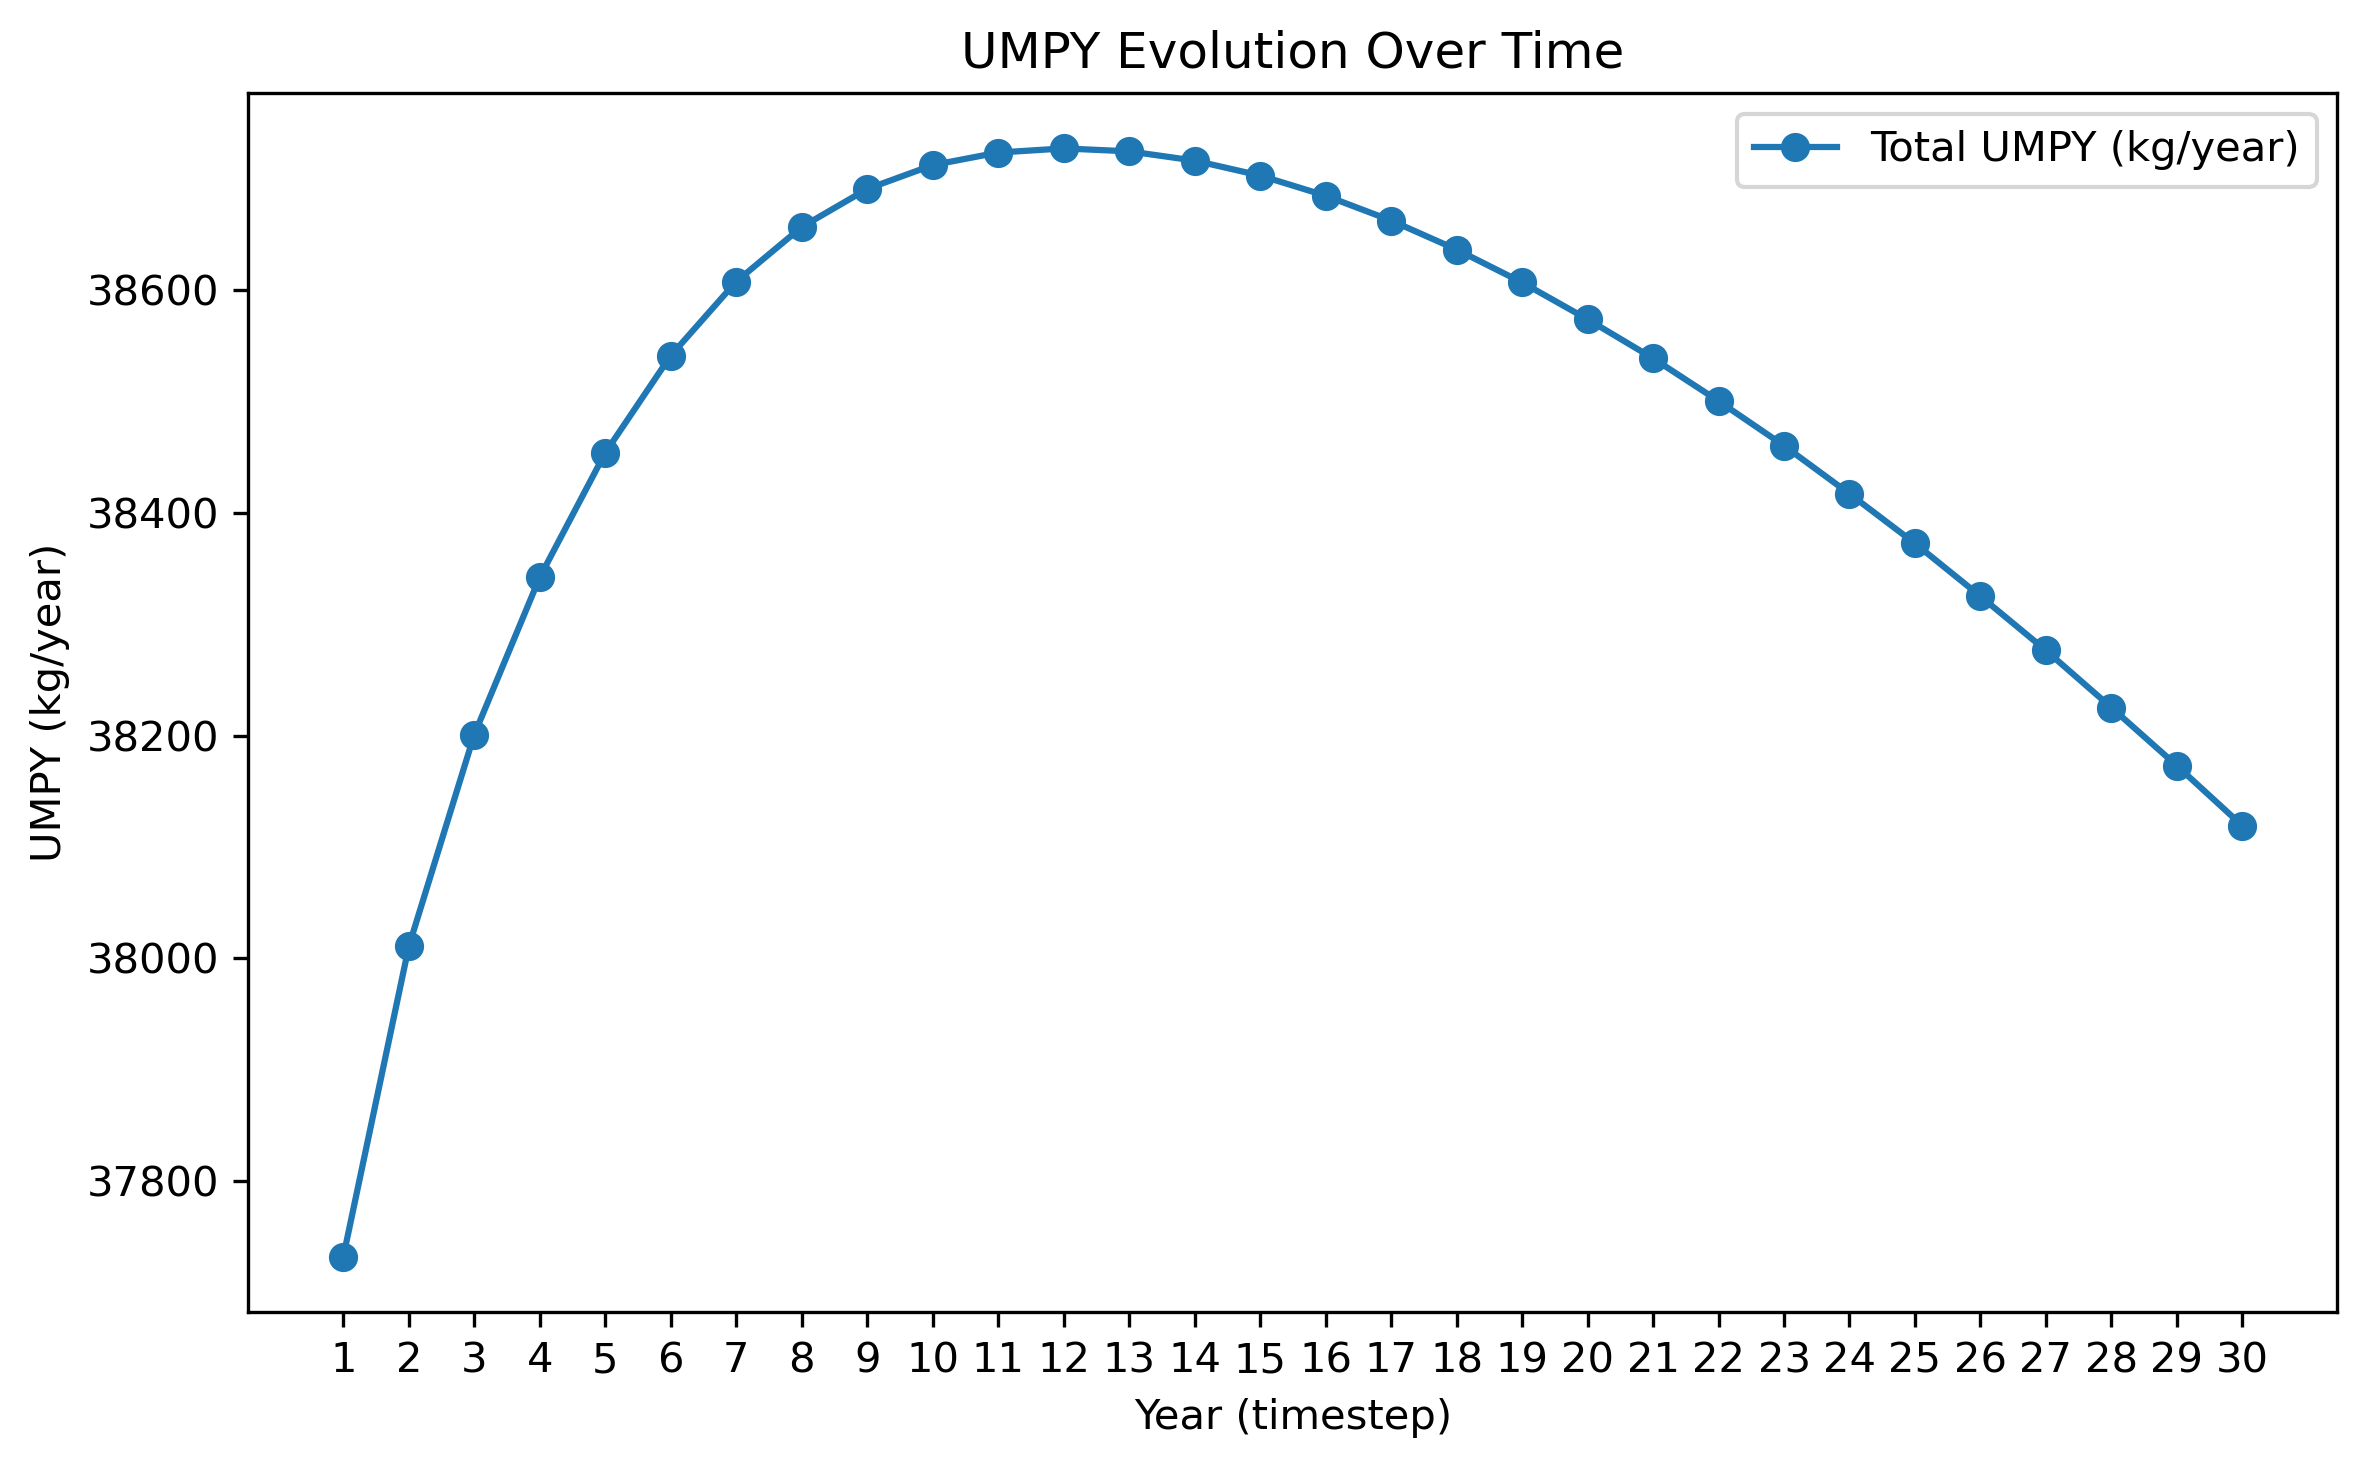 UMPY Evolution Over Time
Total UMPY (kg/year)
UMPY (kg/year)
38600
38400
38200
38000
37800
1 2 3 4 5 6 7 8 9 10 11 12 13 14 15 16 17 18 19 20 21 22 23 24 25 26 27 28 29 30
Year (timestep)